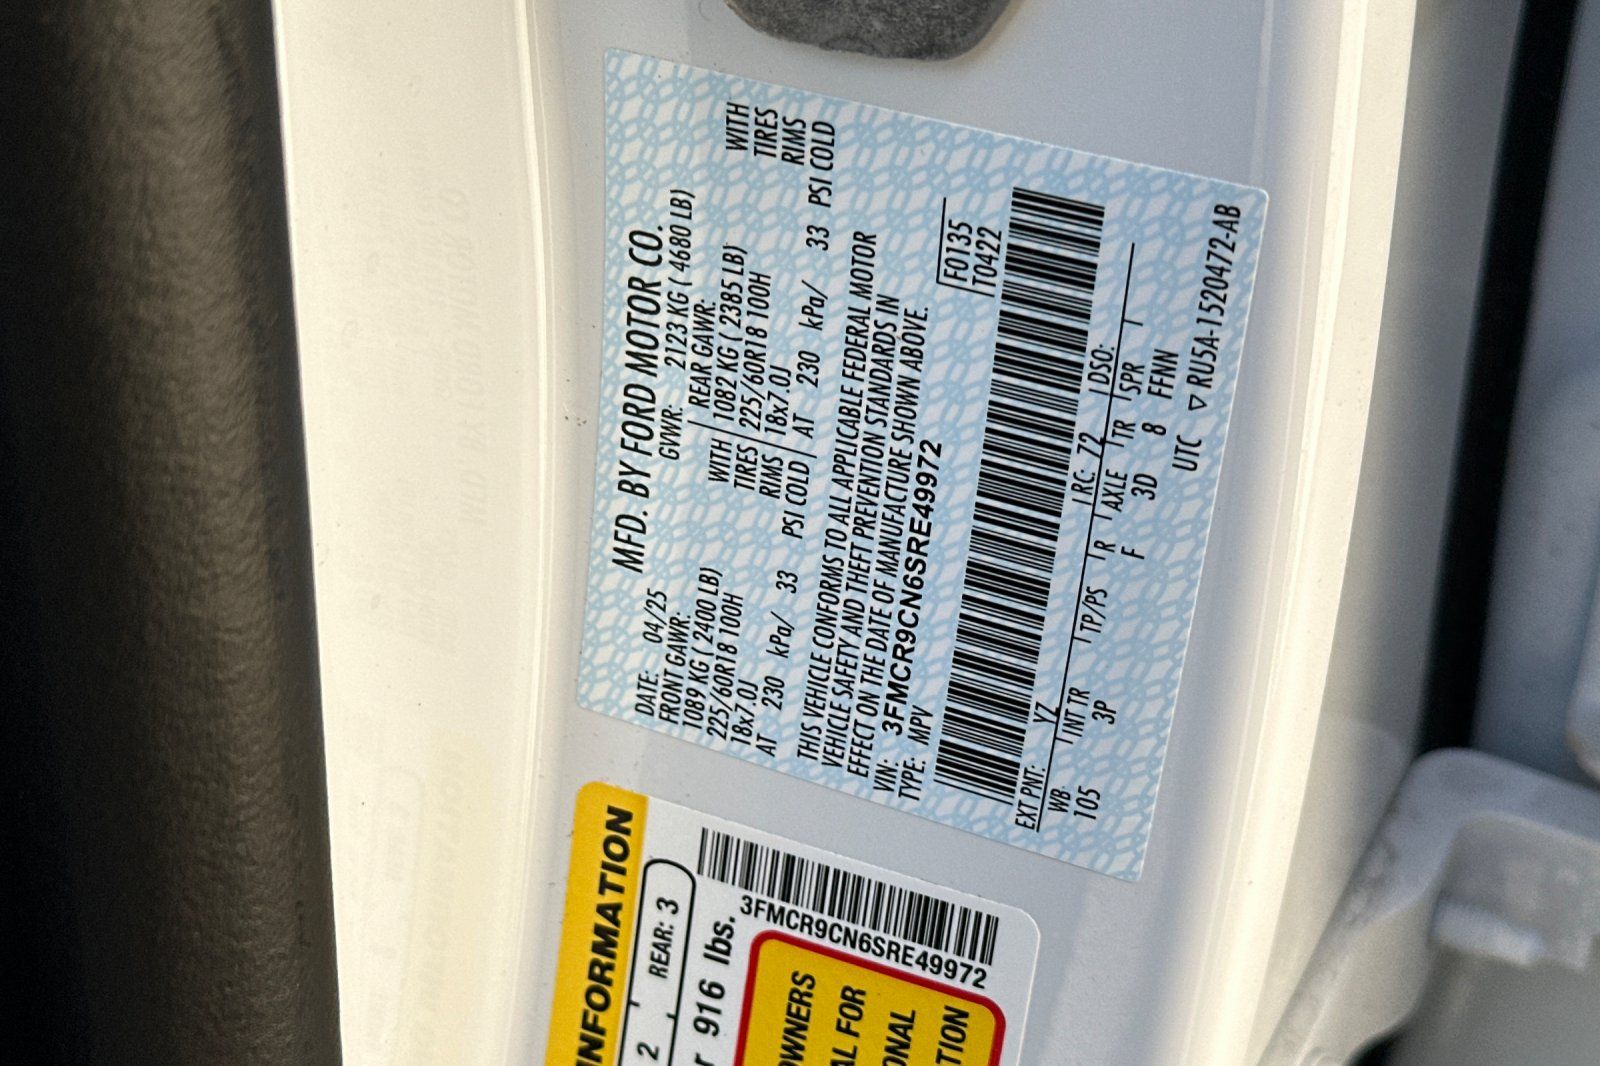 MFD. BY FORD MOTOR CO.
DATE: 04/25 GVWR: 2123 KG ( 4680 LB)
FRONT GAWR: REAR GAWR:
1089 KG ( 2400 LB) WITH 1082 KG ( 2385 LB) WITH
225/60R18 100H TIRES 225/60R18 100H TIRES
18x7.0J RIMS 18x7.0J RIMS
AT 230 kPa/ 33 PSI COLD AT 230 kPa/ 33 PSI COLD
THIS VEHICLE CONFORMS TO ALL APPLICABLE FEDERAL MOTOR
VEHICLE SAFETY AND THEFT PREVENTION STANDARDS IN
EFFECT ON THE DATE OF MANUFACTURE SHOWN ABOVE.
VIN: 3FMCR9CN6SRE49972
TYPE: MPV
F0135
T0422
EXT PNT: YZ RC: 72 DSO:
WB INT TR TP/PS R AXLE TR SPR
105 3P F 3D 8 FFNN
UTC ▽ RU5A-1520472-AB
INFORMATION
2 REAR: 3
r 916 lbs.
3FMCR9CN6SRE49972
OWNERS
AL FOR
ONAL
TION